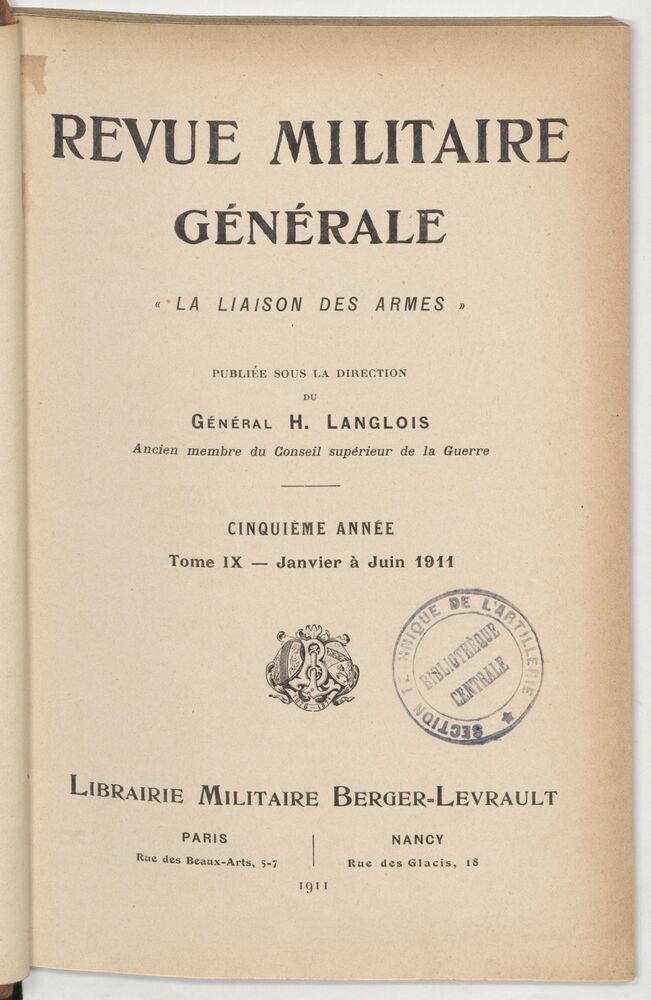 REVUE MILITAIRE
GÉNÉRALE
« LA LIAISON DES ARMES »
PUBLIÉE SOUS LA DIRECTION
DU
GÉNÉRAL H. LANGLOIS
Ancien membre du Conseil supérieur de la Guerre
CINQUIÈME ANNÉE
Tome IX — Janvier à Juin 1911
SECTION TECHNIQUE DE L'ARTILLERIE
BIBLIOTHÈQUE
CENTRALE
LIBRAIRIE MILITAIRE BERGER-LEVRAULT
PARIS
Rue des Beaux-Arts, 5-7
NANCY
Rue des Glacis, 18
1911